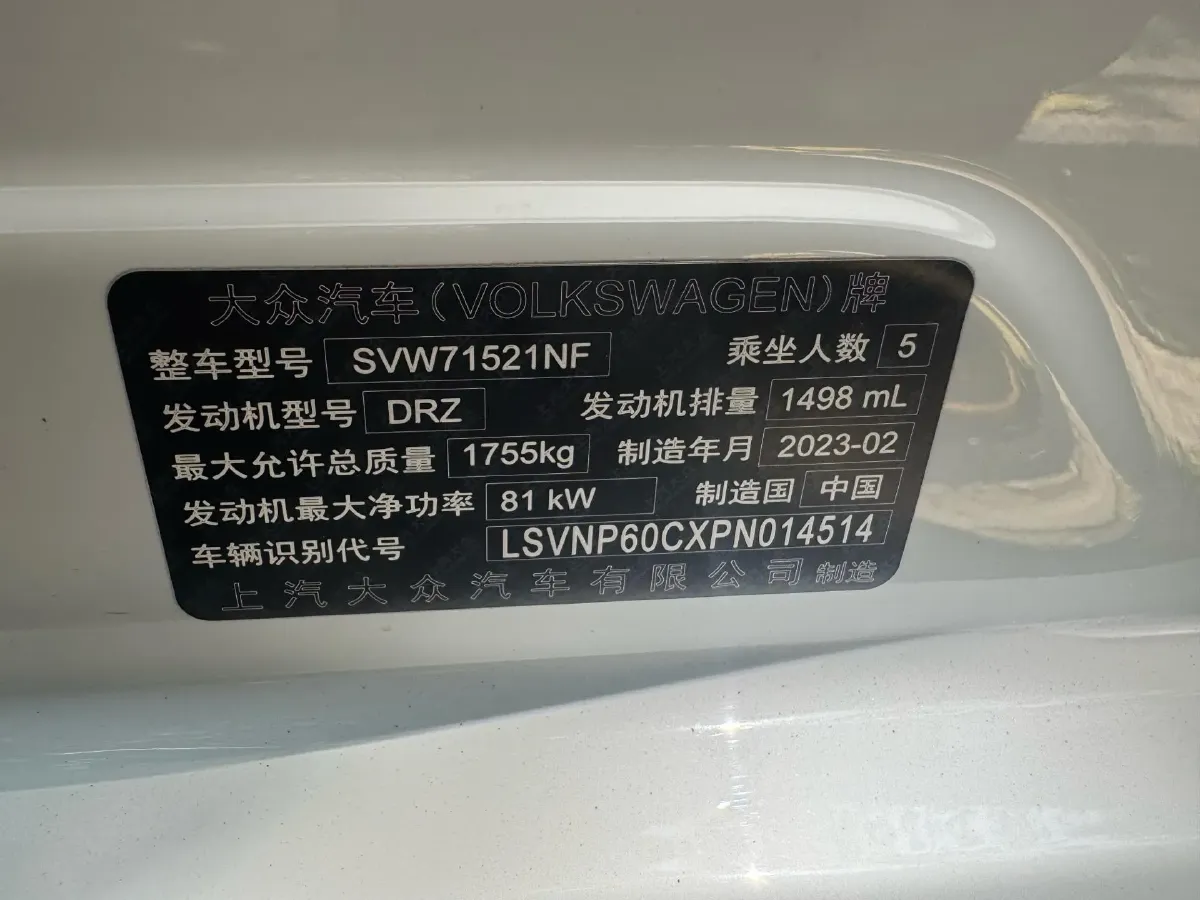 大众汽车(VOLKSWAGEN)牌
整车型号 SVW71521NF 乘坐人数 5
发动机型号 DRZ 发动机排量 1498 mL
最大允许总质量 1755kg 制造年月 2023-02
发动机最大净功率 81 kW 制造国 中国
车辆识别代号 LSVNP60CXPN014514
上汽大众汽车有限公司 制造